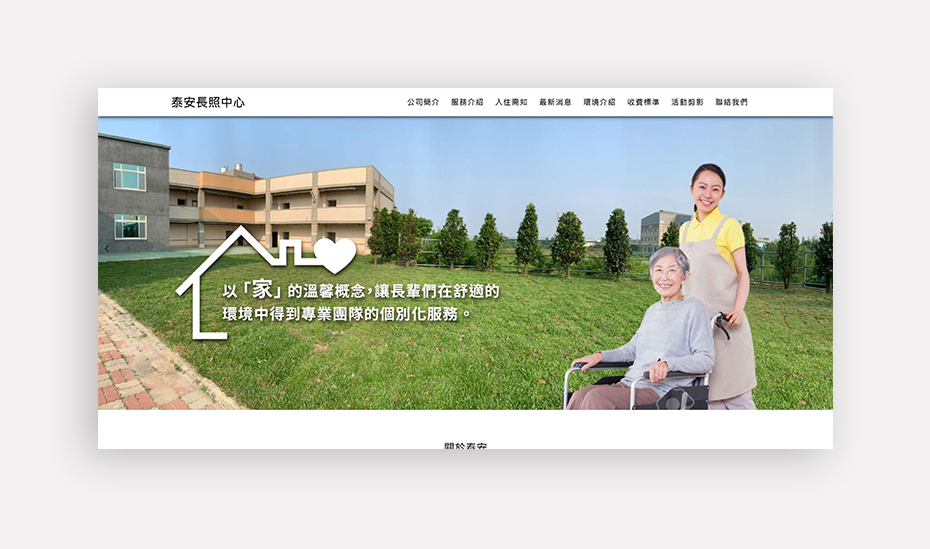 泰安長照中心
公司簡介 服務介紹 入住需知 最新消息 環境介紹 收費標準 活動剪影 聯絡我們
以「家」的溫馨概念,讓長輩們在舒適的
環境中得到專業團隊的個別化服務。
關於泰安